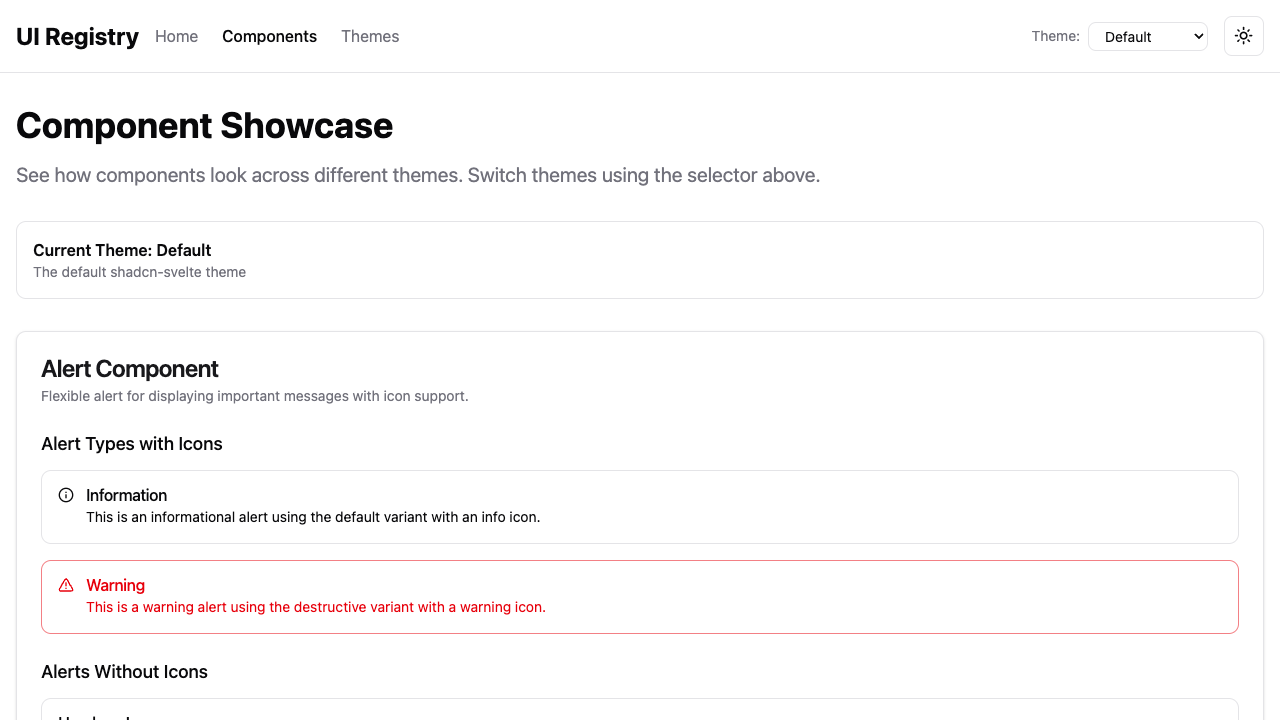 UI Registry
Home
Components
Themes
Theme:
Default
Component Showcase
See how components look across different themes. Switch themes using the selector above.
Current Theme: Default
The default shadcn-svelte theme
Alert Component
Flexible alert for displaying important messages with icon support.
Alert Types with Icons
Information
This is an informational alert using the default variant with an info icon.
Warning
This is a warning alert using the destructive variant with a warning icon.
Alerts Without Icons